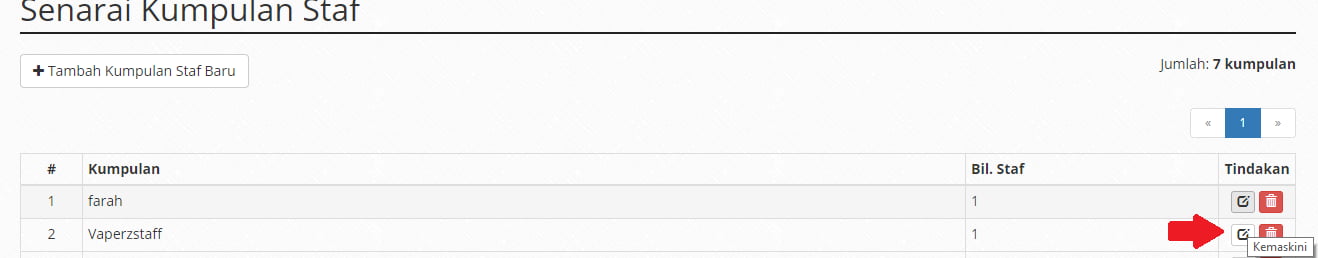 Senarai Kumpulan Staf
Tambah Kumpulan Staf Baru
Jumlah: 7 kumpulan
« 1 »
# Kumpulan Bil. Staf Tindakan
1 farah 1
2 Vaperzstaff 1
Kemaskini